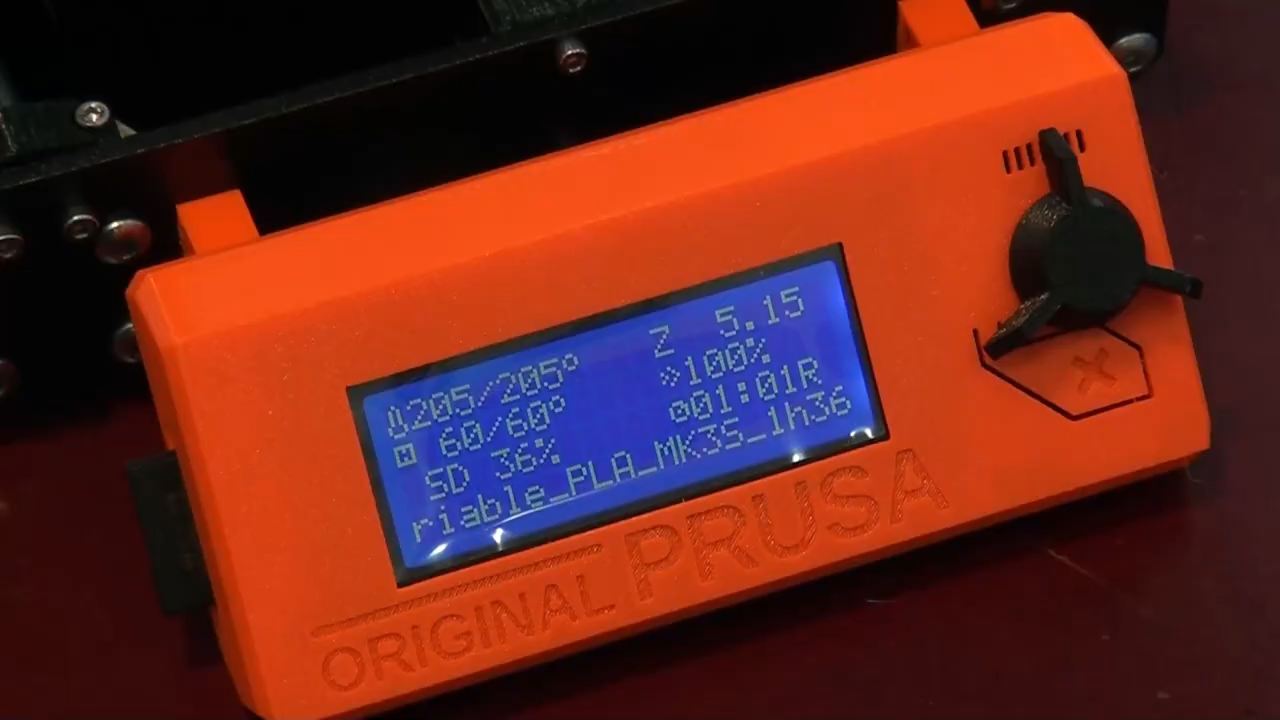 205/205° Z 5.15
60/60° 100%
SD 36% 01:01R
riable_PLA_MK3S_1h36
ORIGINAL PRUSA